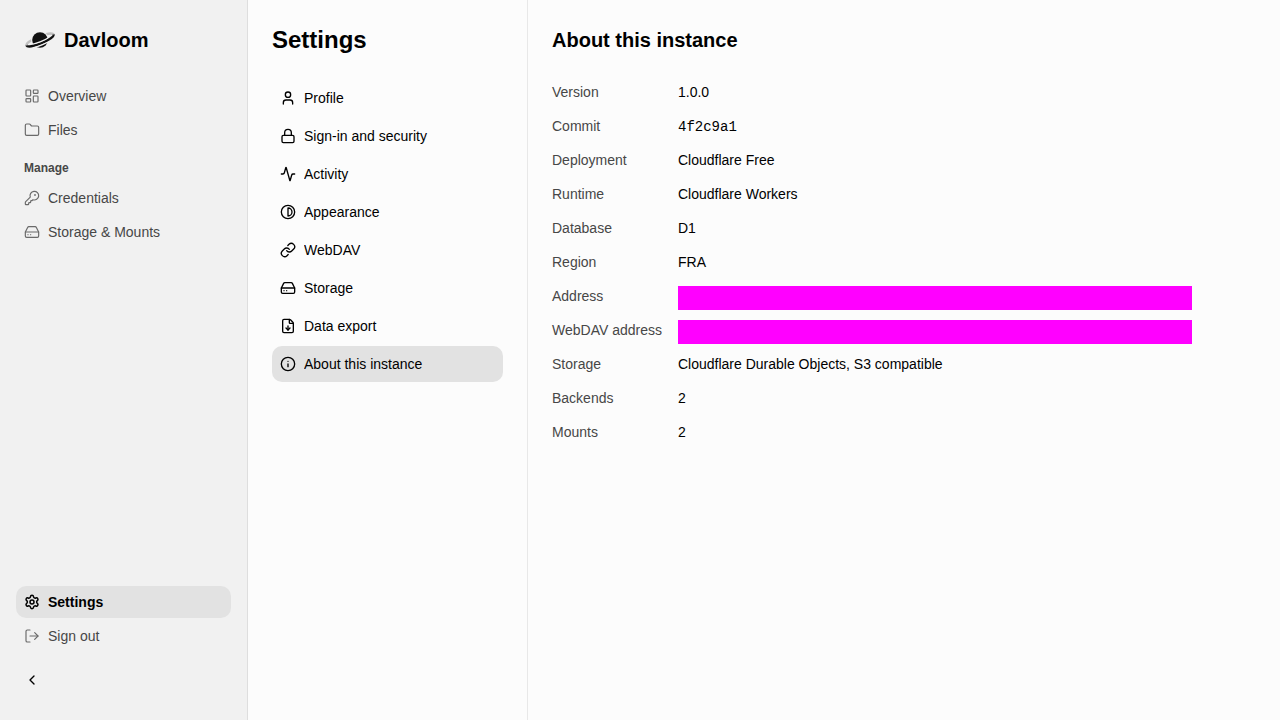 Davloom
Overview
Files
Manage
Credentials
Storage & Mounts
Settings
Sign out
Settings
Profile
Sign-in and security
Activity
Appearance
WebDAV
Storage
Data export
About this instance
About this instance
Version 1.0.0
Commit 4f2c9a1
Deployment Cloudflare Free
Runtime Cloudflare Workers
Database D1
Region FRA
Address
WebDAV address
Storage Cloudflare Durable Objects, S3 compatible
Backends 2
Mounts 2